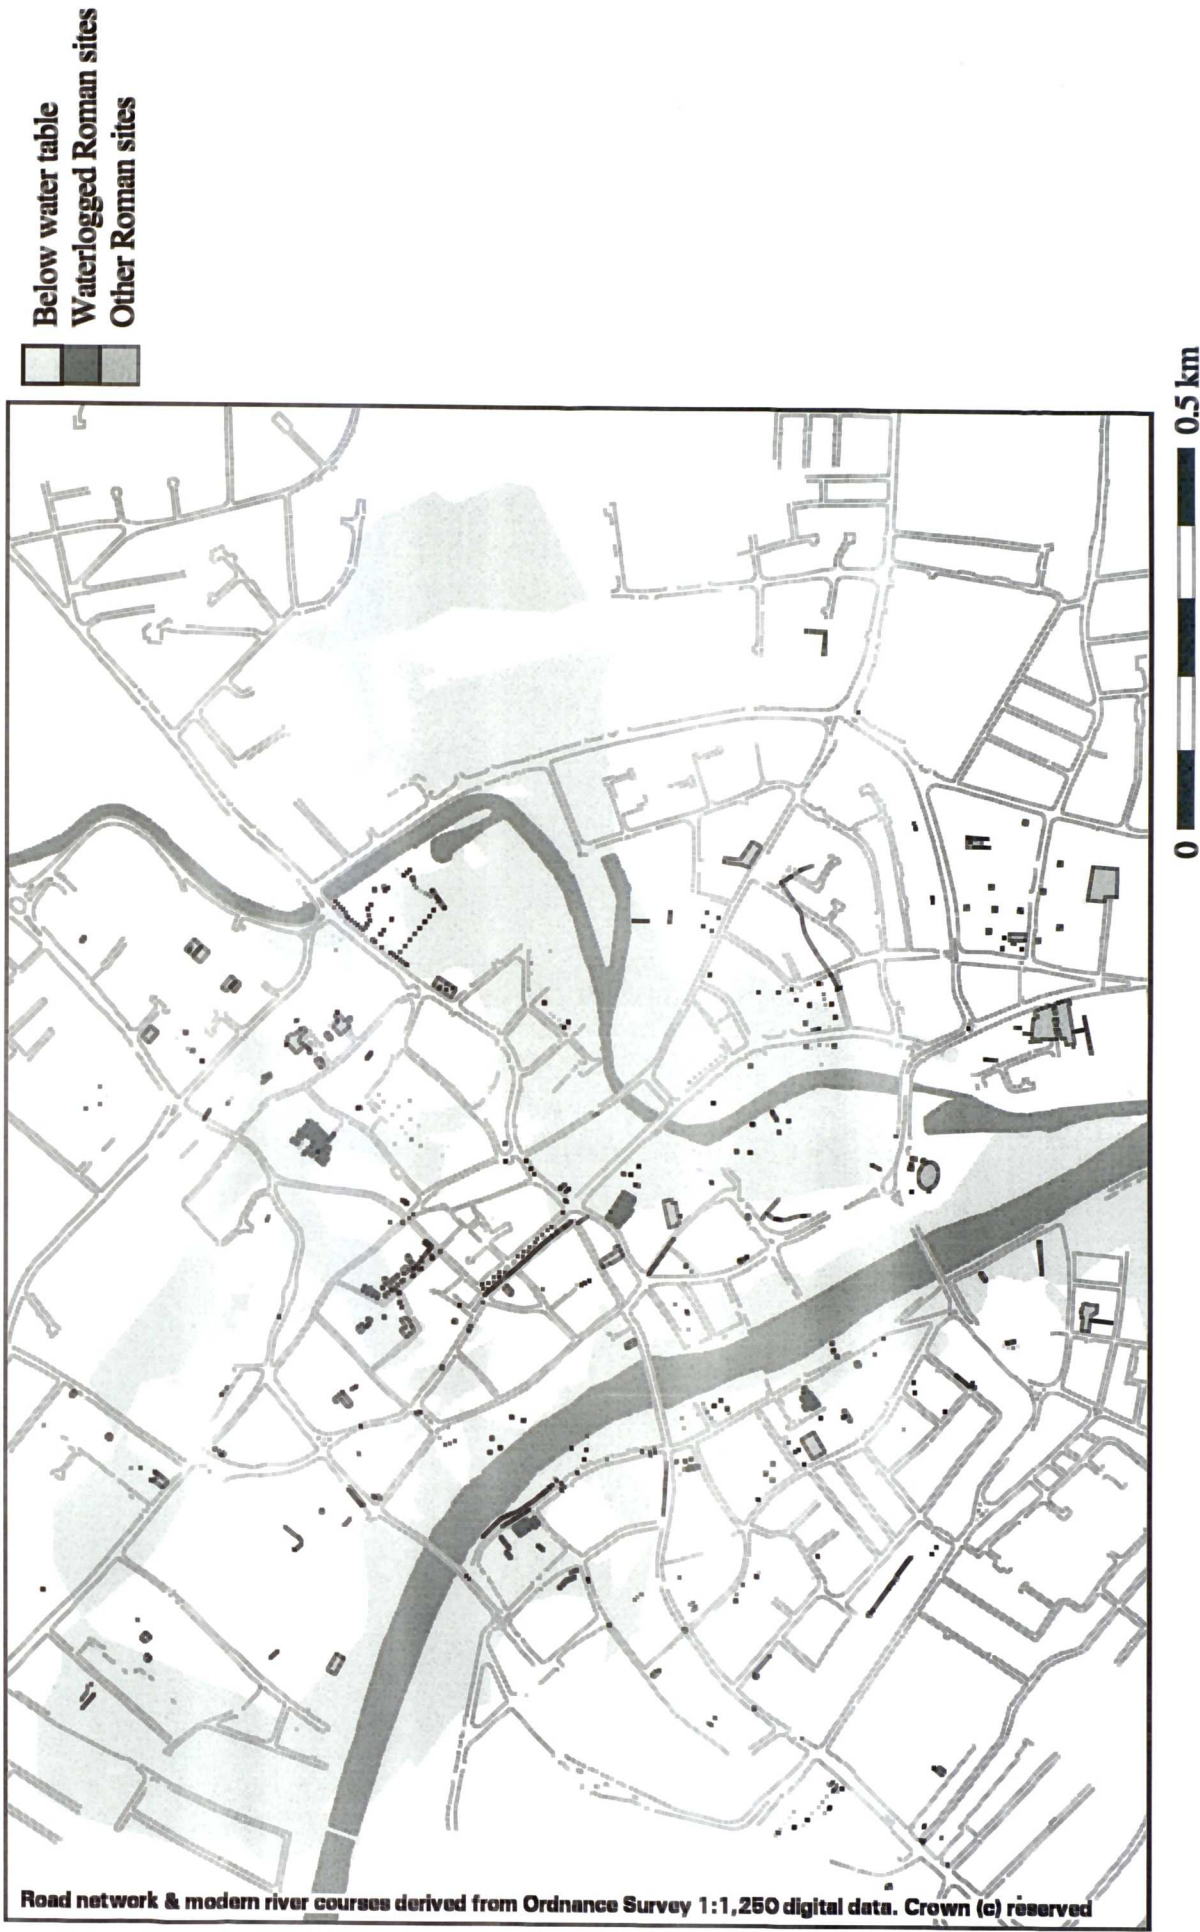 Below water table
Waterlogged Roman sites
Other Roman sites
0 0.5 km
Road network & modern river courses derived from Ordnance Survey 1:1,250 digital data. Crown (c) reserved